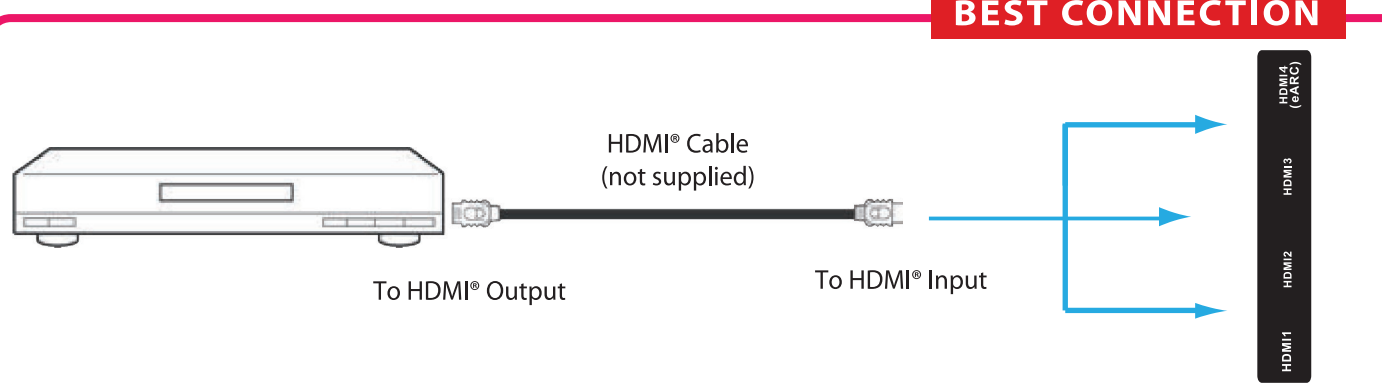 BEST CONNECTION
HDMI® Cable
(not supplied)
To HDMI® Output
To HDMI® Input
HDMI4
(eARC)
HDMI3
HDMI2
HDMI1